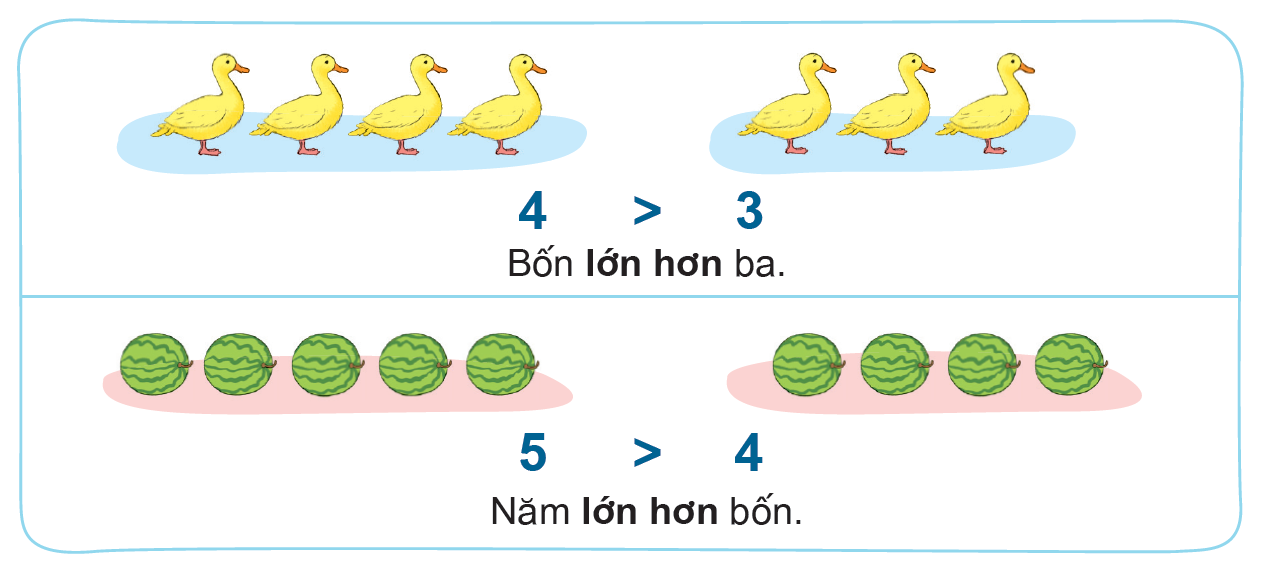 4 > 3
Bốn lớn hơn ba.
5 > 4
Năm lớn hơn bốn.